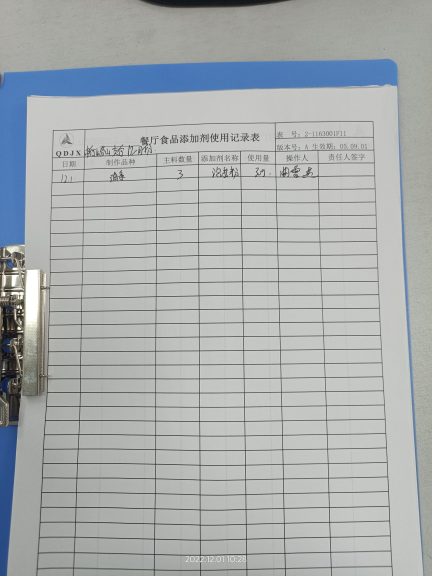 餐厅食品添加剂使用记录表
表 号：2-1163001F11
QDJX
版本号：A 生效期：05.09.01
日期 制作品种 主料数量 添加剂名称 使用量 操作人 责任人签字
12.1 油条 3
2022.12.01 10:28